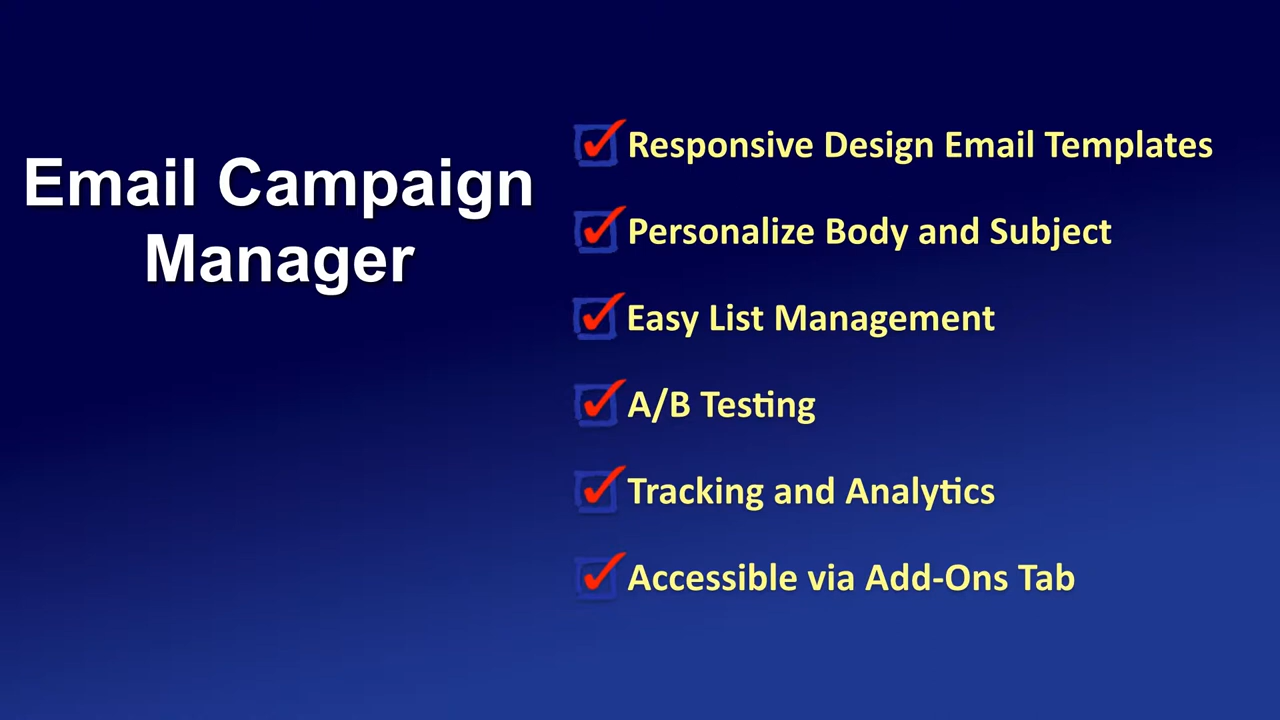 Email Campaign
Manager
Responsive Design Email Templates
Personalize Body and Subject
Easy List Management
A/B Testing
Tracking and Analytics
Accessible via Add-Ons Tab